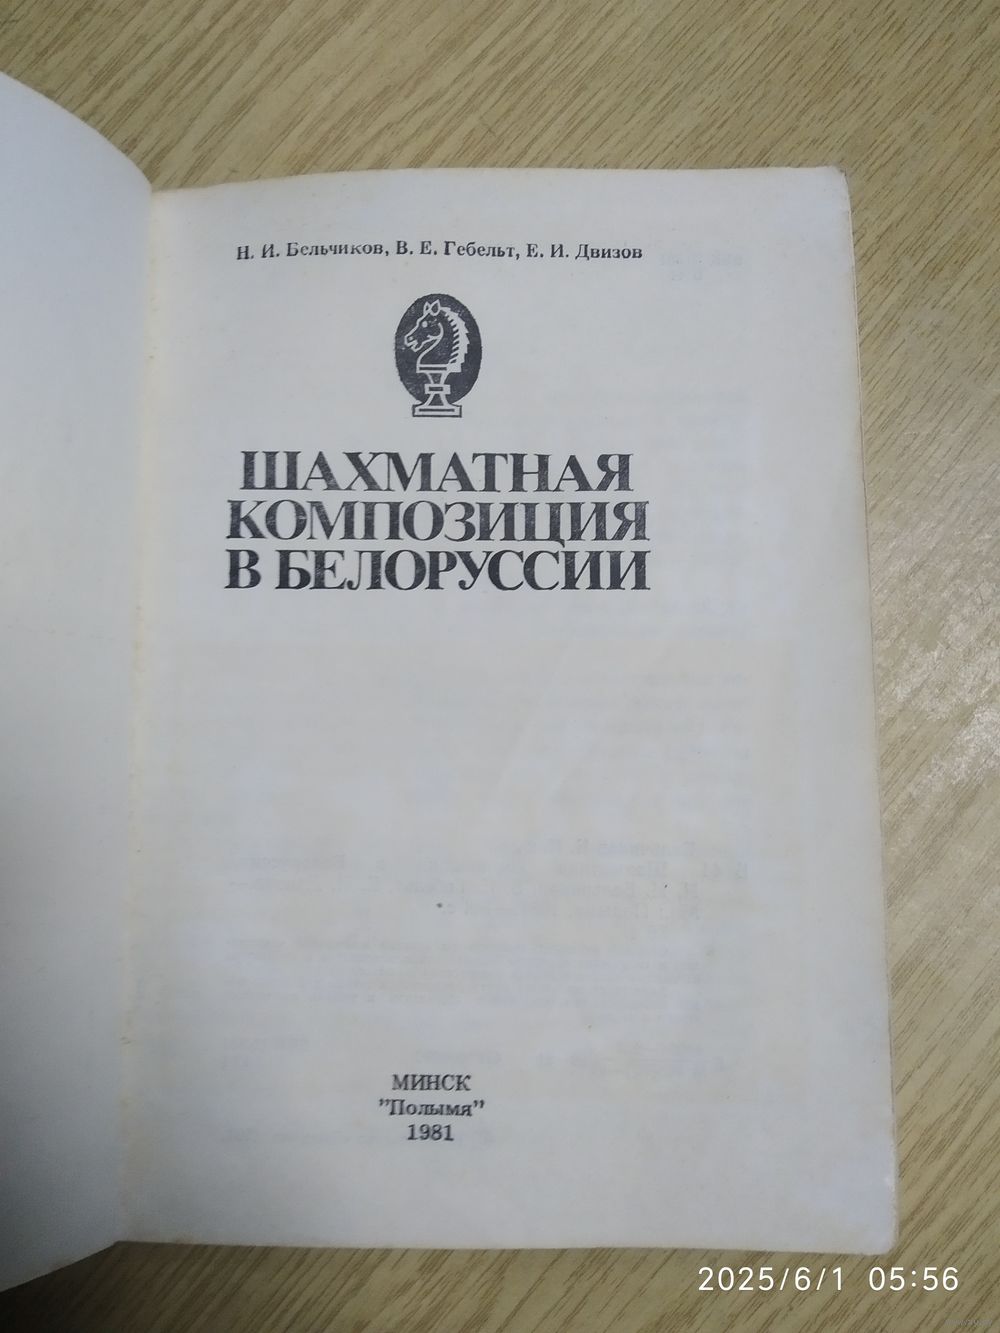 Н. И. Бельчиков, В. Е. Гебельт, Е. И. Двизов
ШАХМАТНАЯ
КОМПОЗИЦИЯ
В БЕЛОРУССИИ
МИНСК
"Полымя"
1981
2025/6/1 05:56